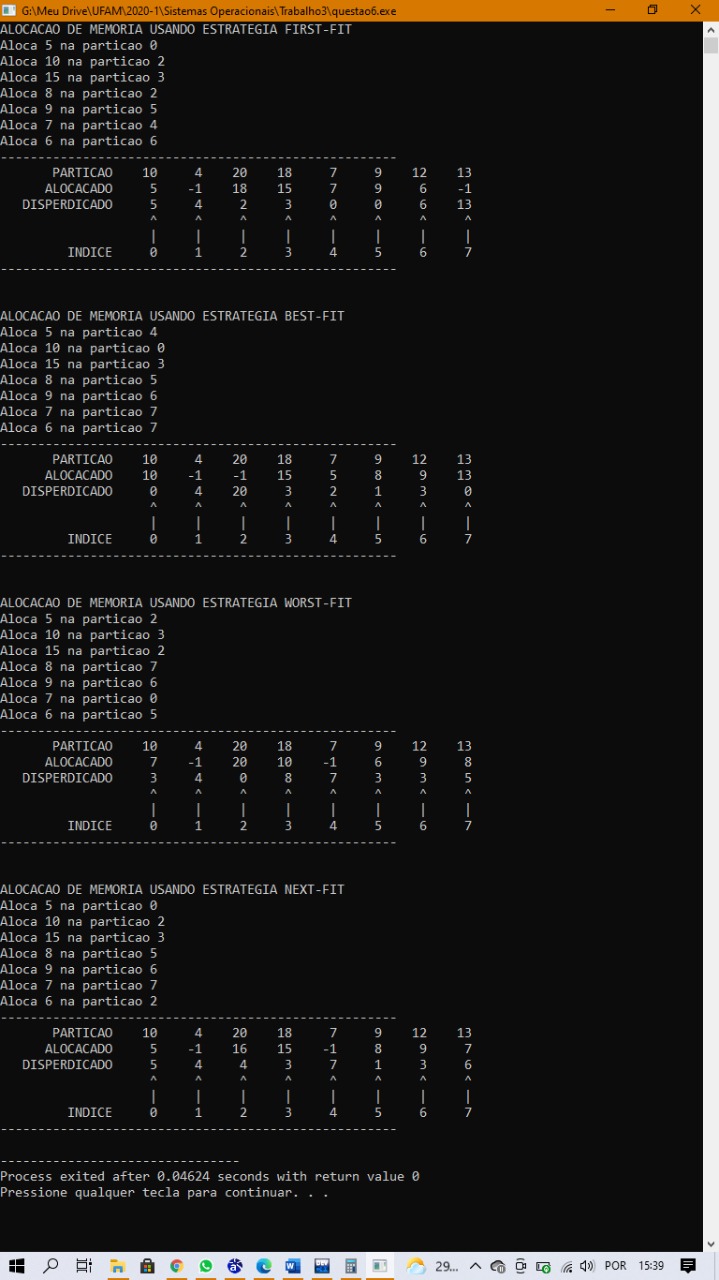 G:\Meu Drive\UFAM\2020-1\Sistemas Operacionais\Trabalho3\questao6.exe
ALOCACAO DE MEMORIA USANDO ESTRATEGIA FIRST-FIT
Aloca 5 na particao 0
Aloca 10 na particao 2
Aloca 15 na particao 3
Aloca 8 na particao 2
Aloca 9 na particao 5
Aloca 7 na particao 4
Aloca 6 na particao 6
-----------------------------------------------------
PARTICAO 10 4 20 18 7 9 12 13
ALOCACADO 5 -1 18 15 7 9 6 -1
DISPERDICADO 5 4 2 3 0 0 6 13
^ ^ ^ ^ ^ ^ ^ ^
| | | | | | | |
INDICE 0 1 2 3 4 5 6 7
-----------------------------------------------------
ALOCACAO DE MEMORIA USANDO ESTRATEGIA BEST-FIT
Aloca 5 na particao 4
Aloca 10 na particao 0
Aloca 15 na particao 3
Aloca 8 na particao 5
Aloca 9 na particao 6
Aloca 7 na particao 7
Aloca 6 na particao 7
-----------------------------------------------------
PARTICAO 10 4 20 18 7 9 12 13
ALOCACADO 10 -1 -1 15 5 8 9 13
DISPERDICADO 0 4 20 3 2 1 3 0
^ ^ ^ ^ ^ ^ ^ ^
| | | | | | | |
INDICE 0 1 2 3 4 5 6 7
-----------------------------------------------------
ALOCACAO DE MEMORIA USANDO ESTRATEGIA WORST-FIT
Aloca 5 na particao 2
Aloca 10 na particao 3
Aloca 15 na particao 2
Aloca 8 na particao 7
Aloca 9 na particao 6
Aloca 7 na particao 0
Aloca 6 na particao 5
-----------------------------------------------------
PARTICAO 10 4 20 18 7 9 12 13
ALOCACADO 7 -1 20 10 -1 6 9 8
DISPERDICADO 3 4 0 8 7 3 3 5
^ ^ ^ ^ ^ ^ ^ ^
| | | | | | | |
INDICE 0 1 2 3 4 5 6 7
-----------------------------------------------------
ALOCACAO DE MEMORIA USANDO ESTRATEGIA NEXT-FIT
Aloca 5 na particao 0
Aloca 10 na particao 2
Aloca 15 na particao 3
Aloca 8 na particao 5
Aloca 9 na particao 6
Aloca 7 na particao 7
Aloca 6 na particao 2
-----------------------------------------------------
PARTICAO 10 4 20 18 7 9 12 13
ALOCACADO 5 -1 16 15 -1 8 9 7
DISPERDICADO 5 4 4 3 7 1 3 6
^ ^ ^ ^ ^ ^ ^ ^
| | | | | | | |
INDICE 0 1 2 3 4 5 6 7
-----------------------------------------------------
--------------------------------
Process exited after 0.04624 seconds with return value 0
Pressione qualquer tecla para continuar. . .
29... POR 15:39